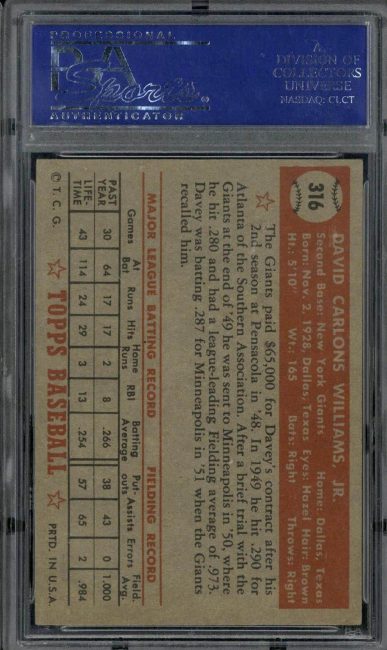 PROFESSIONAL
PSA
Sports
AUTHENTICATOR
A
DIVISION OF
COLLECTORS
UNIVERSE
NASDAQ: CLCT
316
DAVID CARLONS WILLIAMS JR.
Second Base: New York Giants Home: Dallas, Texas
Born: Nov. 2, 1928, Dallas, Texas Eyes: Hazel Hair: Brown
Ht.: 5'10" Wt.: 165 Bats: Right Throws: Right
The Giants paid $65,000 for Davey's contract after his
2nd season at Pensacola in '48. In 1949 he hit .290 for
Atlanta of the Southern Association. After a brief trial with the
Giants at the end of '49 he was sent to Minneapolis in '50, where
he hit .280 and had a league-leading Fielding average of .973.
Davey was batting .287 for Minneapolis in '51 when the Giants
recalled him.
MAJOR LEAGUE BATTING RECORD FIELDING RECORD
Games At Bat Runs Hits Home Runs RBI Batting Average Put-outs Assists Errors Field. Avg.
PAST YEAR 30 64 17 17 2 8 .266 38 43 0 1.000
LIFE-TIME 43 114 24 29 3 13 .254 57 65 2 .984
© T. C. G. TOPPS BASEBALL PRTD. IN U.S.A.